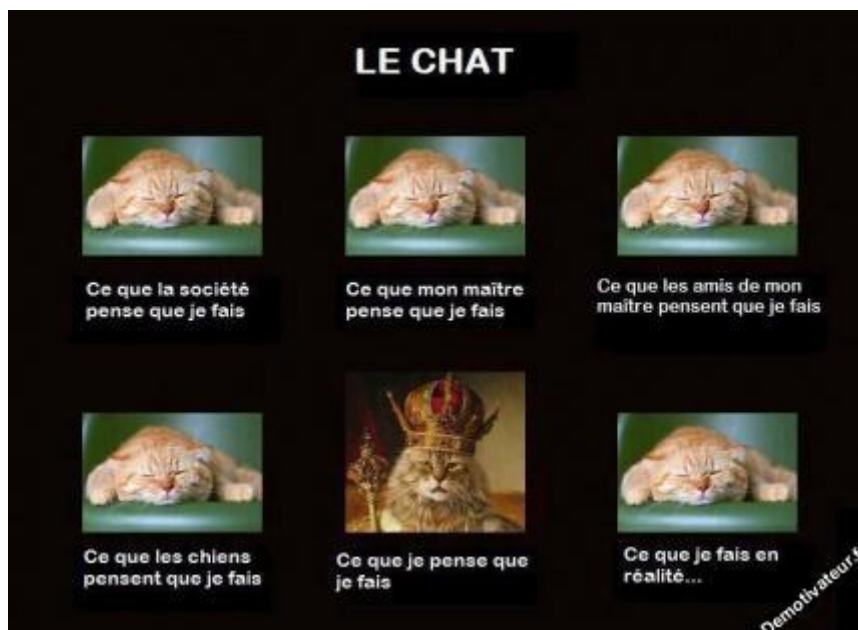 LE CHAT
Ce que la société
pense que je fais
Ce que mon maître
pense que je fais
Ce que les amis de mon
maître pensent que je fais
Ce que les chiens
pensent que je fais
Ce que je pense que
je fais
Ce que je fais en
réalité...
Demotivateur.